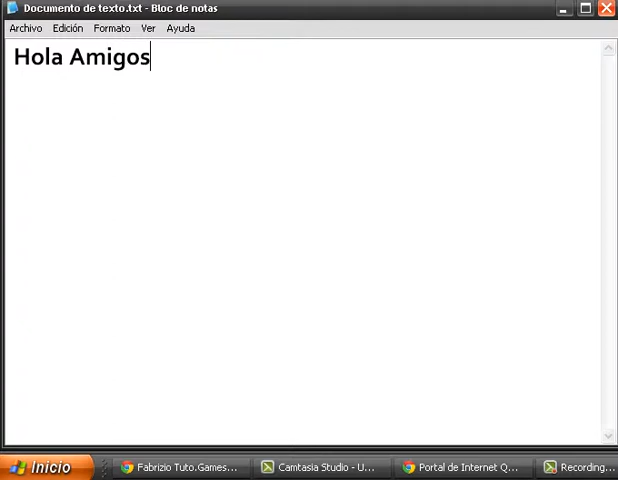 Documento de texto.txt - Bloc de notas
Archivo Edición Formato Ver Ayuda
Hola Amigos
Inicio Fabrizio Tuto.Games... Camtasia Studio - U... Portal de Internet Q... Recording...